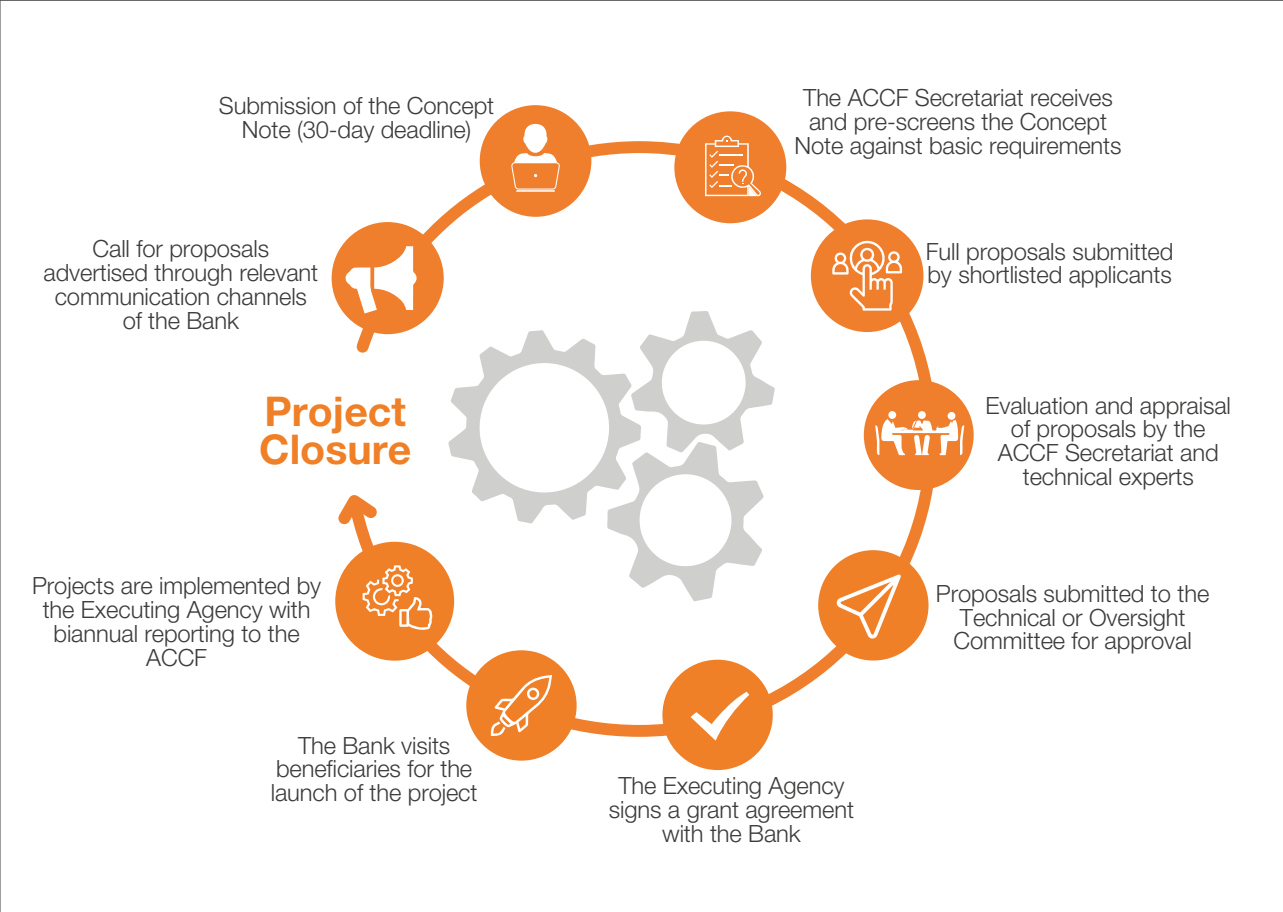 Call for proposals
advertised through relevant
communication channels
of the Bank
Submission of the Concept
Note (30-day deadline)
The ACCF Secretariat receives
and pre-screens the Concept
Note against basic requirements
Full proposals submitted
by shortlisted applicants
Evaluation and appraisal
of proposals by the
ACCF Secretariat and
technical experts
Proposals submitted to the
Technical or Oversight
Committee for approval
The Executing Agency
signs a grant agreement
with the Bank
The Bank visits
beneficiaries for the
launch of the project
Projects are implemented by
the Executing Agency with
biannual reporting to the
ACCF
Project
Closure